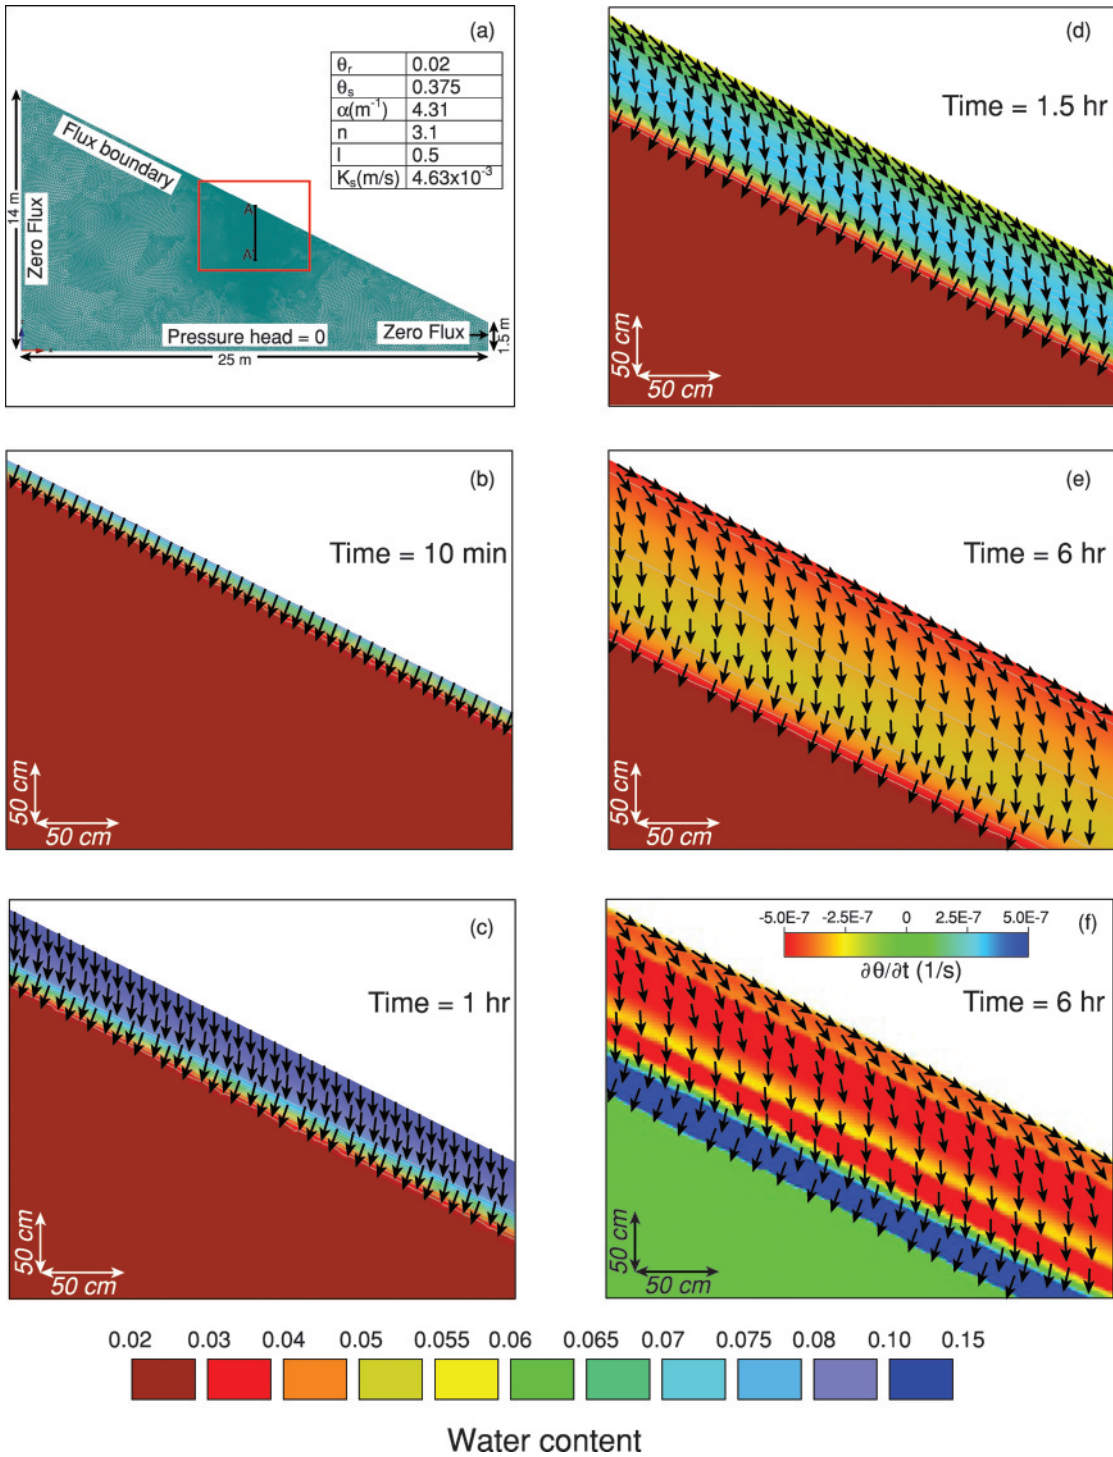 (a)
θr 0.02
θs 0.375
α(m⁻¹) 4.31
n 3.1
l 0.5
Ks(m/s) 4.63x10⁻³
Flux boundary
14 m
Zero Flux
A
A'
Pressure head = 0
Zero Flux
1.5 m
25 m
(b)
Time = 10 min
50 cm
50 cm
(c)
Time = 1 hr
50 cm
50 cm
(d)
Time = 1.5 hr
50 cm
50 cm
(e)
Time = 6 hr
50 cm
50 cm
(f)
-5.0E-7 -2.5E-7 0 2.5E-7 5.0E-7
∂θ/∂t (1/s)
Time = 6 hr
50 cm
50 cm
0.02 0.03 0.04 0.05 0.055 0.06 0.065 0.07 0.075 0.08 0.10 0.15
Water content